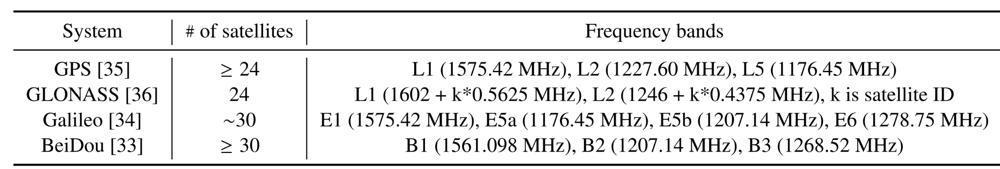 System # of satellites Frequency bands
GPS [35] ≥ 24 L1 (1575.42 MHz), L2 (1227.60 MHz), L5 (1176.45 MHz)
GLONASS [36] 24 L1 (1602 + k*0.5625 MHz), L2 (1246 + k*0.4375 MHz), k is satellite ID
Galileo [34] ~30 E1 (1575.42 MHz), E5a (1176.45 MHz), E5b (1207.14 MHz), E6 (1278.75 MHz)
BeiDou [33] ≥ 30 B1 (1561.098 MHz), B2 (1207.14 MHz), B3 (1268.52 MHz)